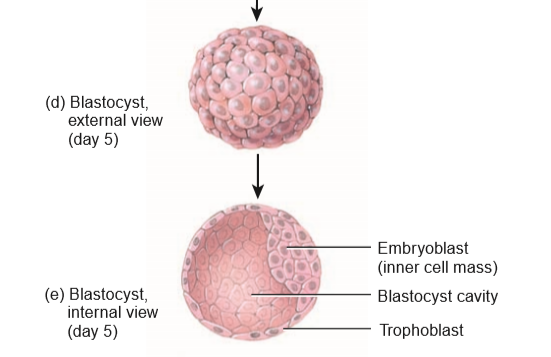 (d) Blastocyst,
external view
(day 5)
Embryoblast
(inner cell mass)
(e) Blastocyst,
internal view
(day 5)
Blastocyst cavity
Trophoblast